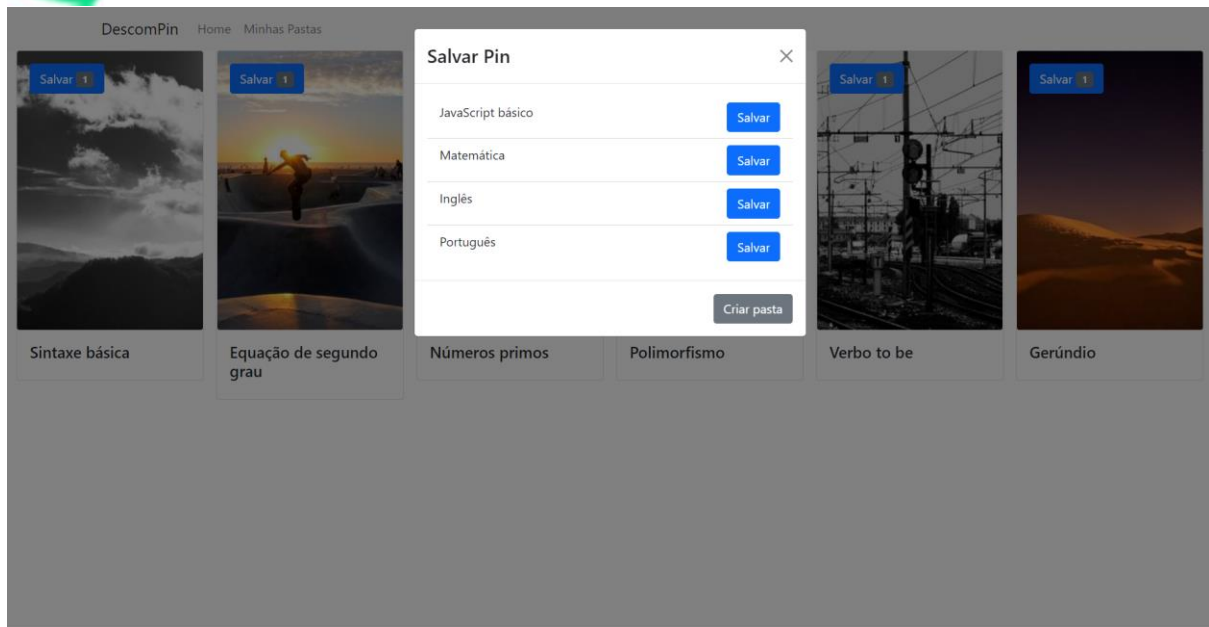 DescomPin Home Minhas Pastas
Salvar Pin
Salvar 1
Salvar 1
Salvar 1
Salvar 1
JavaScript básico Salvar
Matemática Salvar
Inglês Salvar
Português Salvar
Criar pasta
Sintaxe básica
Equação de segundo
grau
Números primos
Polimorfismo
Verbo to be
Gerúndio